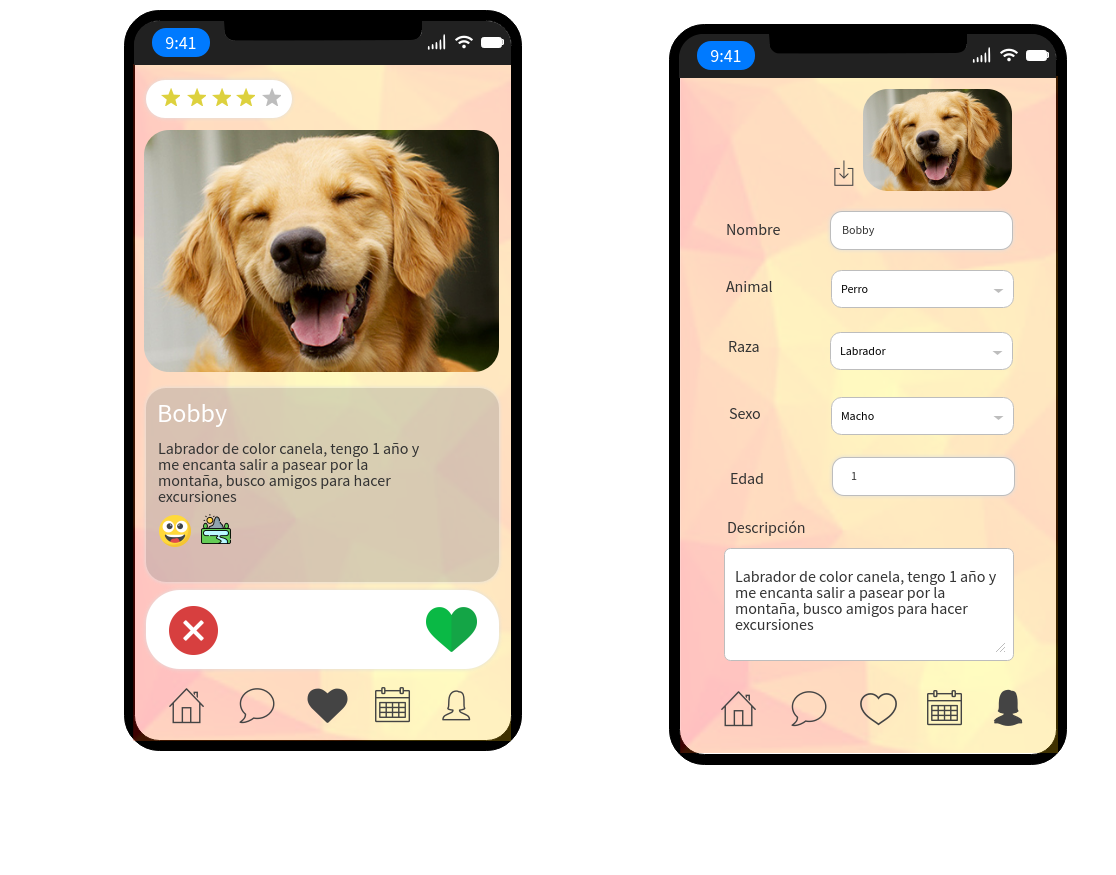 9:41
Bobby
Labrador de color canela, tengo 1 año y
me encanta salir a pasear por la
montaña, busco amigos para hacer
excursiones
9:41
Nombre
Bobby
Animal
Perro
Raza
Labrador
Sexo
Macho
Edad
1
Descripción
Labrador de color canela, tengo 1 año y
me encanta salir a pasear por la
montaña, busco amigos para hacer
excursiones